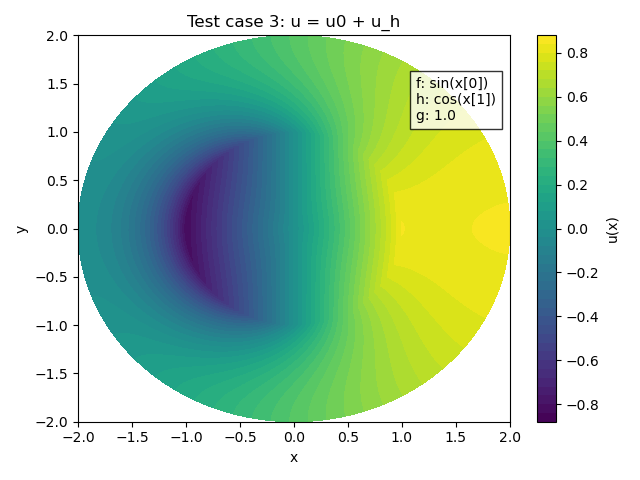 Test case 3: u = u0 + u_h
2.0
1.5
1.0
0.5
0.0
−0.5
−1.0
−1.5
−2.0
y
−2.0 −1.5 −1.0 −0.5 0.0 0.5 1.0 1.5 2.0
x
f: sin(x[0])
h: cos(x[1])
g: 1.0
0.8
0.6
0.4
0.2
0.0
−0.2
−0.4
−0.6
−0.8
u(x)